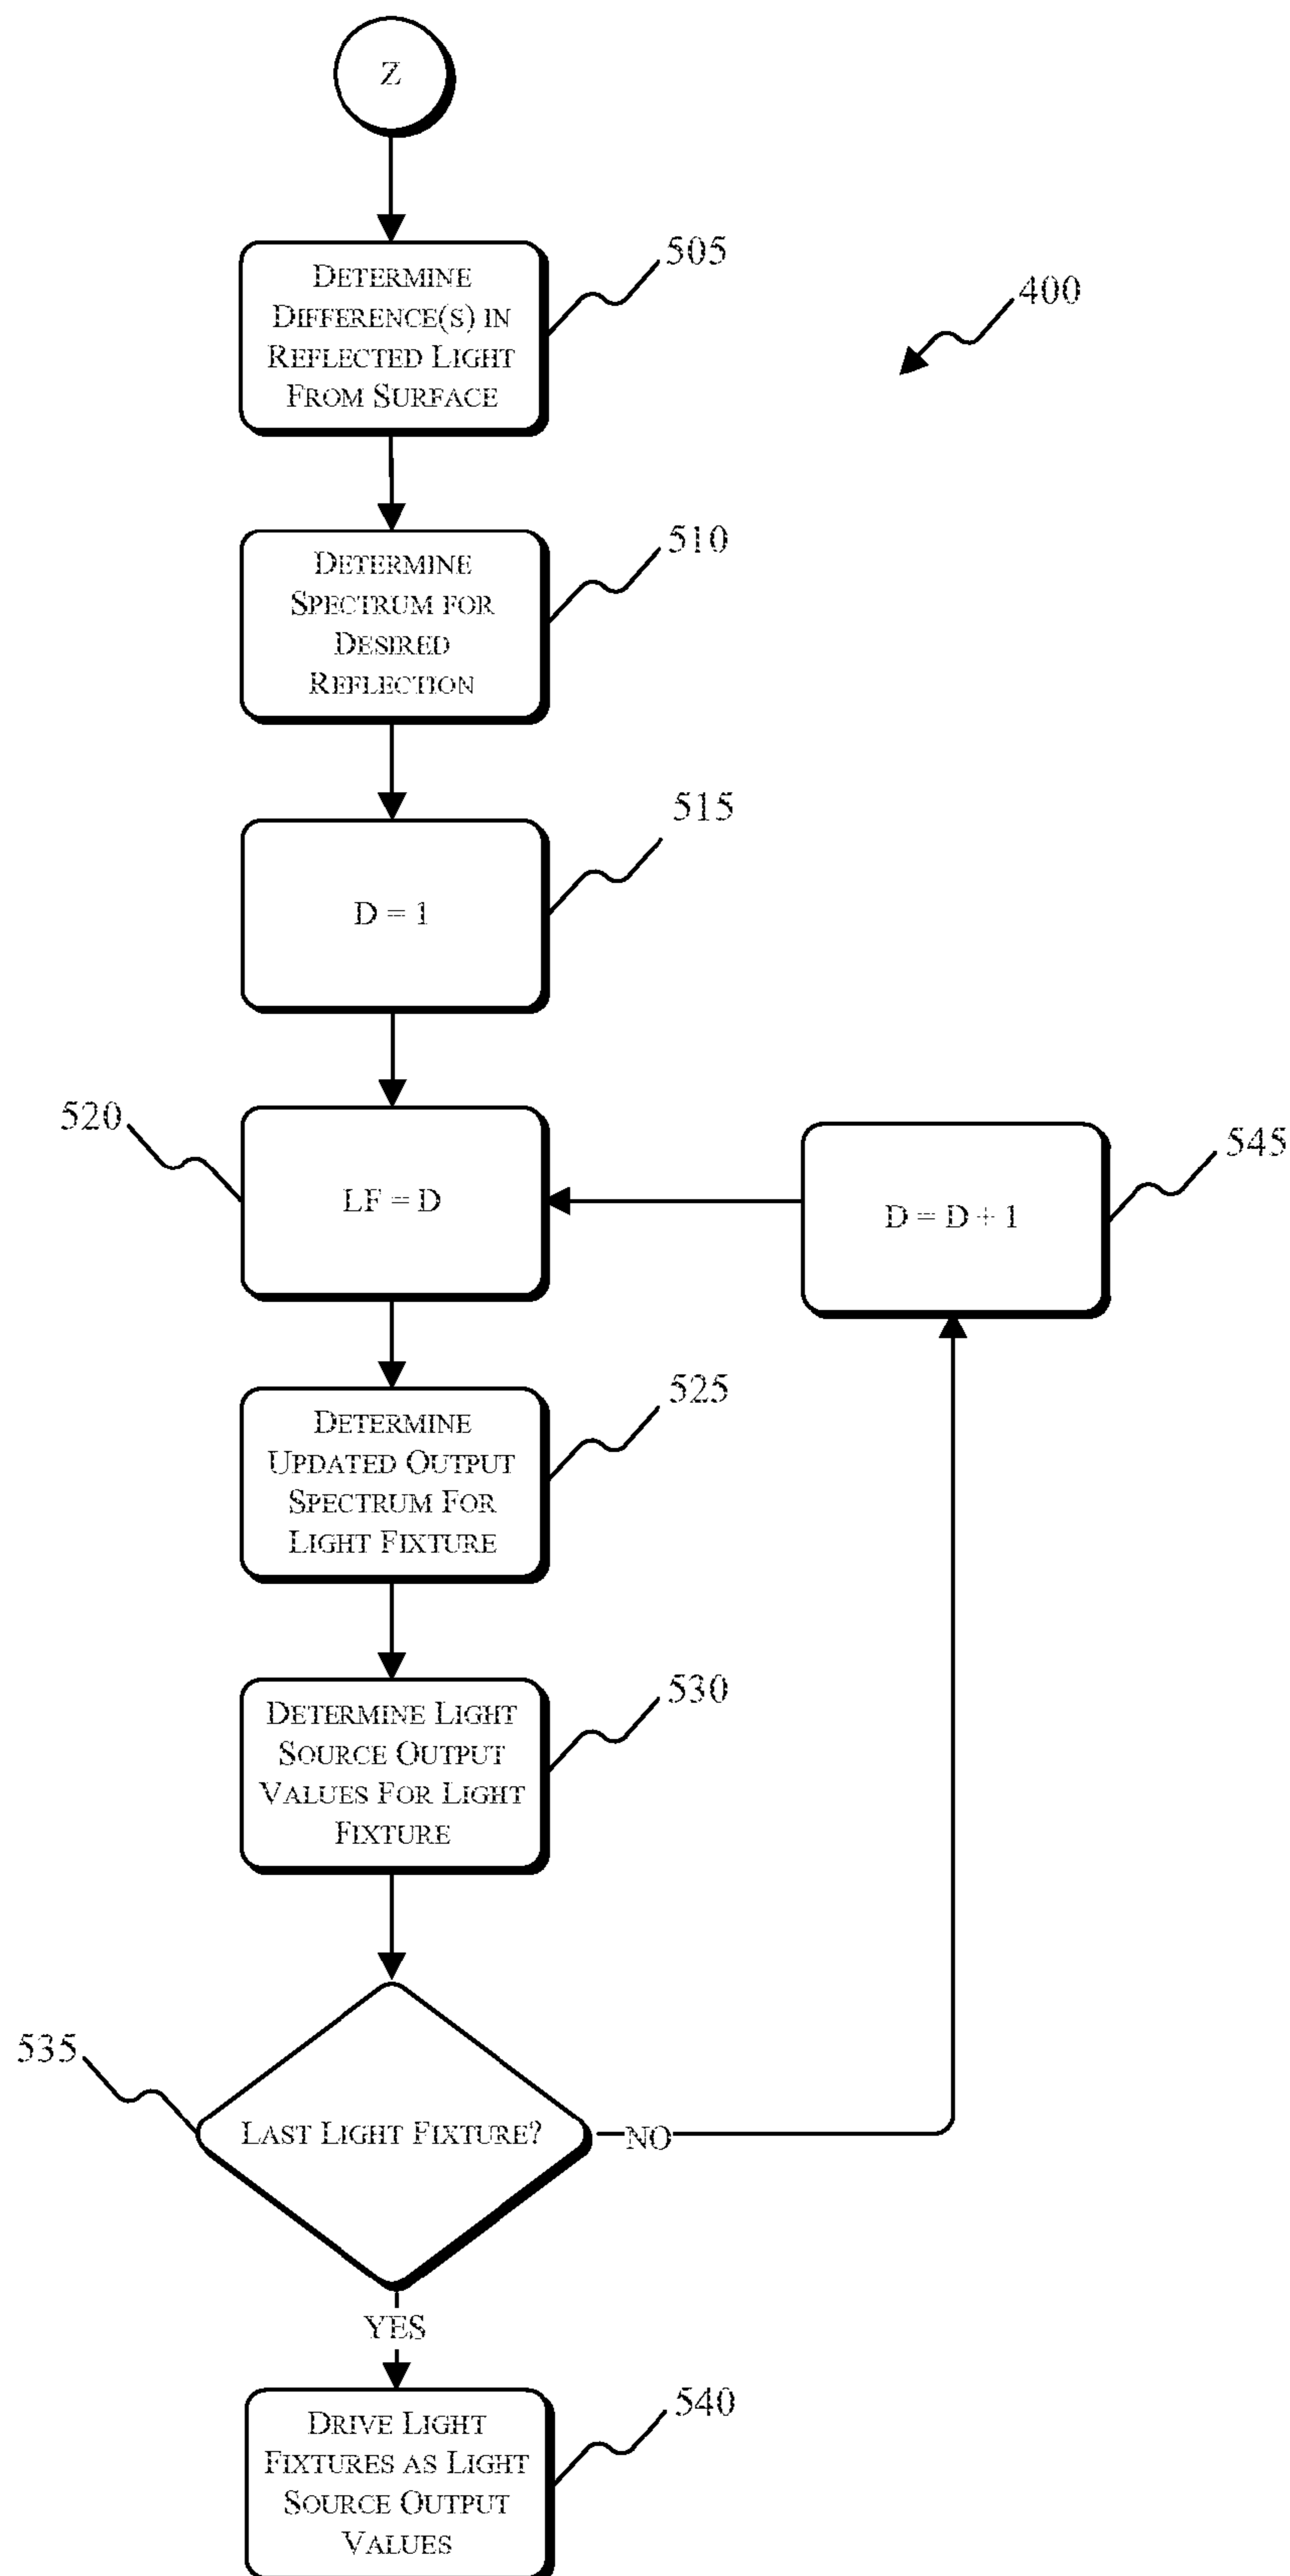 Z
DETERMINE
DIFFERENCE(S) IN
REFLECTED LIGHT
FROM SURFACE
505
400
DETERMINE
SPECTRUM FOR
DESIRED
REFLECTION
510
D = 1
515
520
LF = D
D = D + 1
545
DETERMINE
UPDATED OUTPUT
SPECTRUM FOR
LIGHT FIXTURE
525
DETERMINE LIGHT
SOURCE OUTPUT
VALUES FOR LIGHT
FIXTURE
530
535
LAST LIGHT FIXTURE?
NO
YES
DRIVE LIGHT
FIXTURES AS LIGHT
SOURCE OUTPUT
VALUES
540